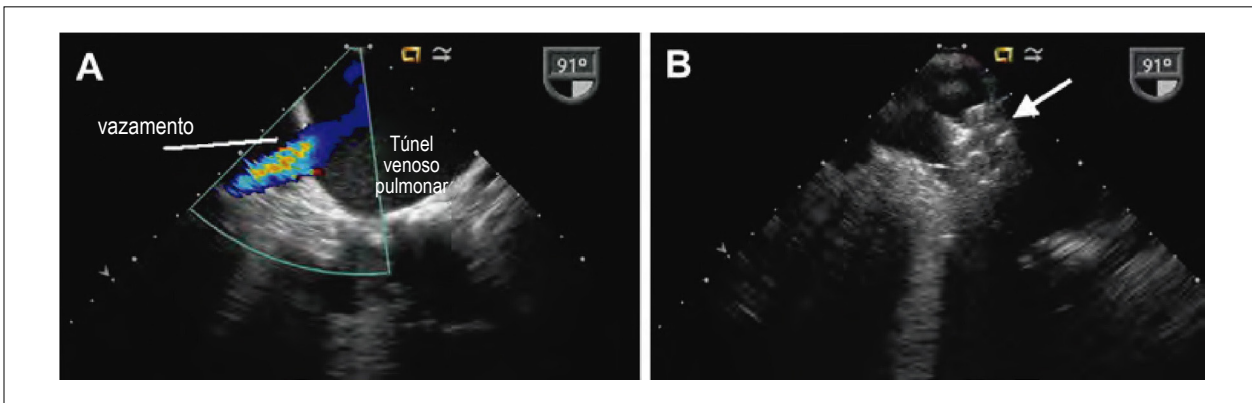 A
91º
vazamento
Túnel
venoso
pulmonar
B
91º